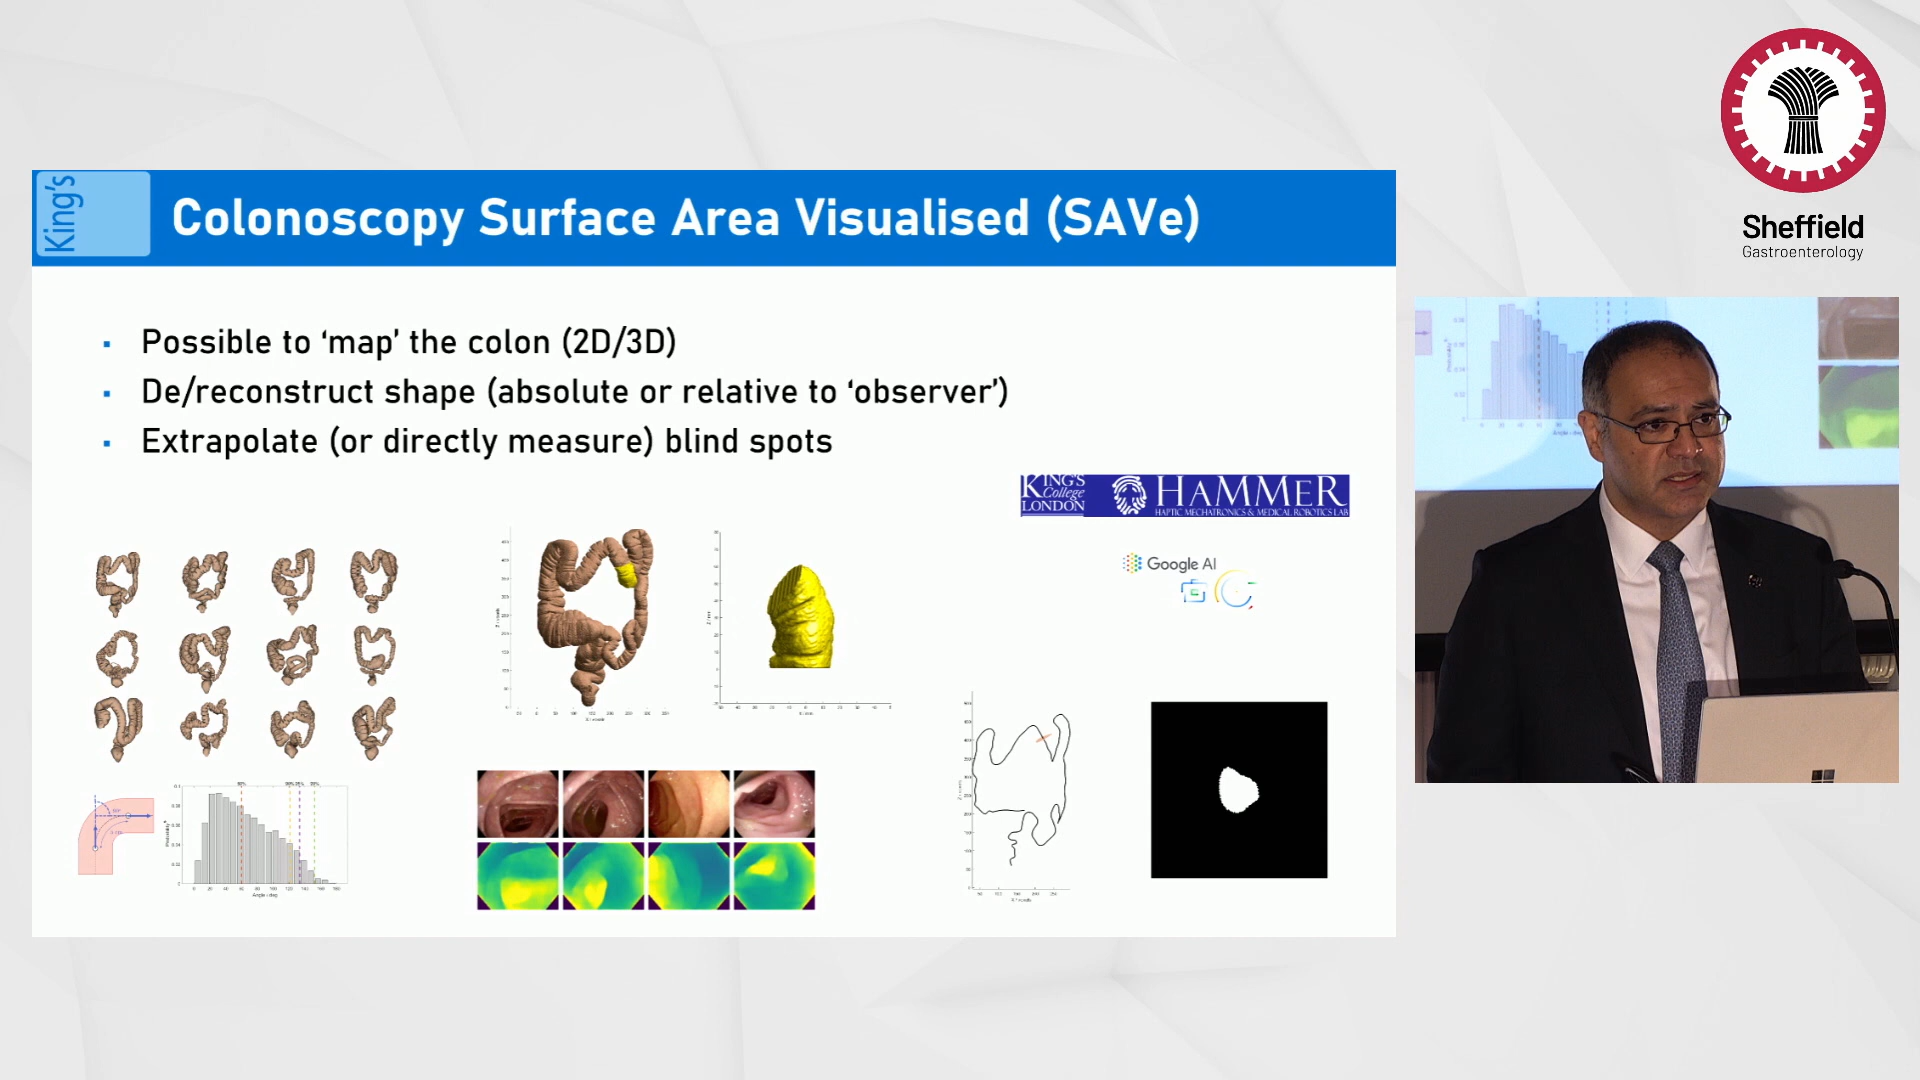 King's
Colonoscopy Surface Area Visualised (SAVe)
Possible to ‘map’ the colon (2D/3D)
De/reconstruct shape (absolute or relative to ‘observer’)
Extrapolate (or directly measure) blind spots
KING'S
College
LONDON
HAMMER
HAPTIC MECHATRONICS & MEDICAL ROBOTICS LAB
Google AI
Angle / deg
Sheffield
Gastroenterology